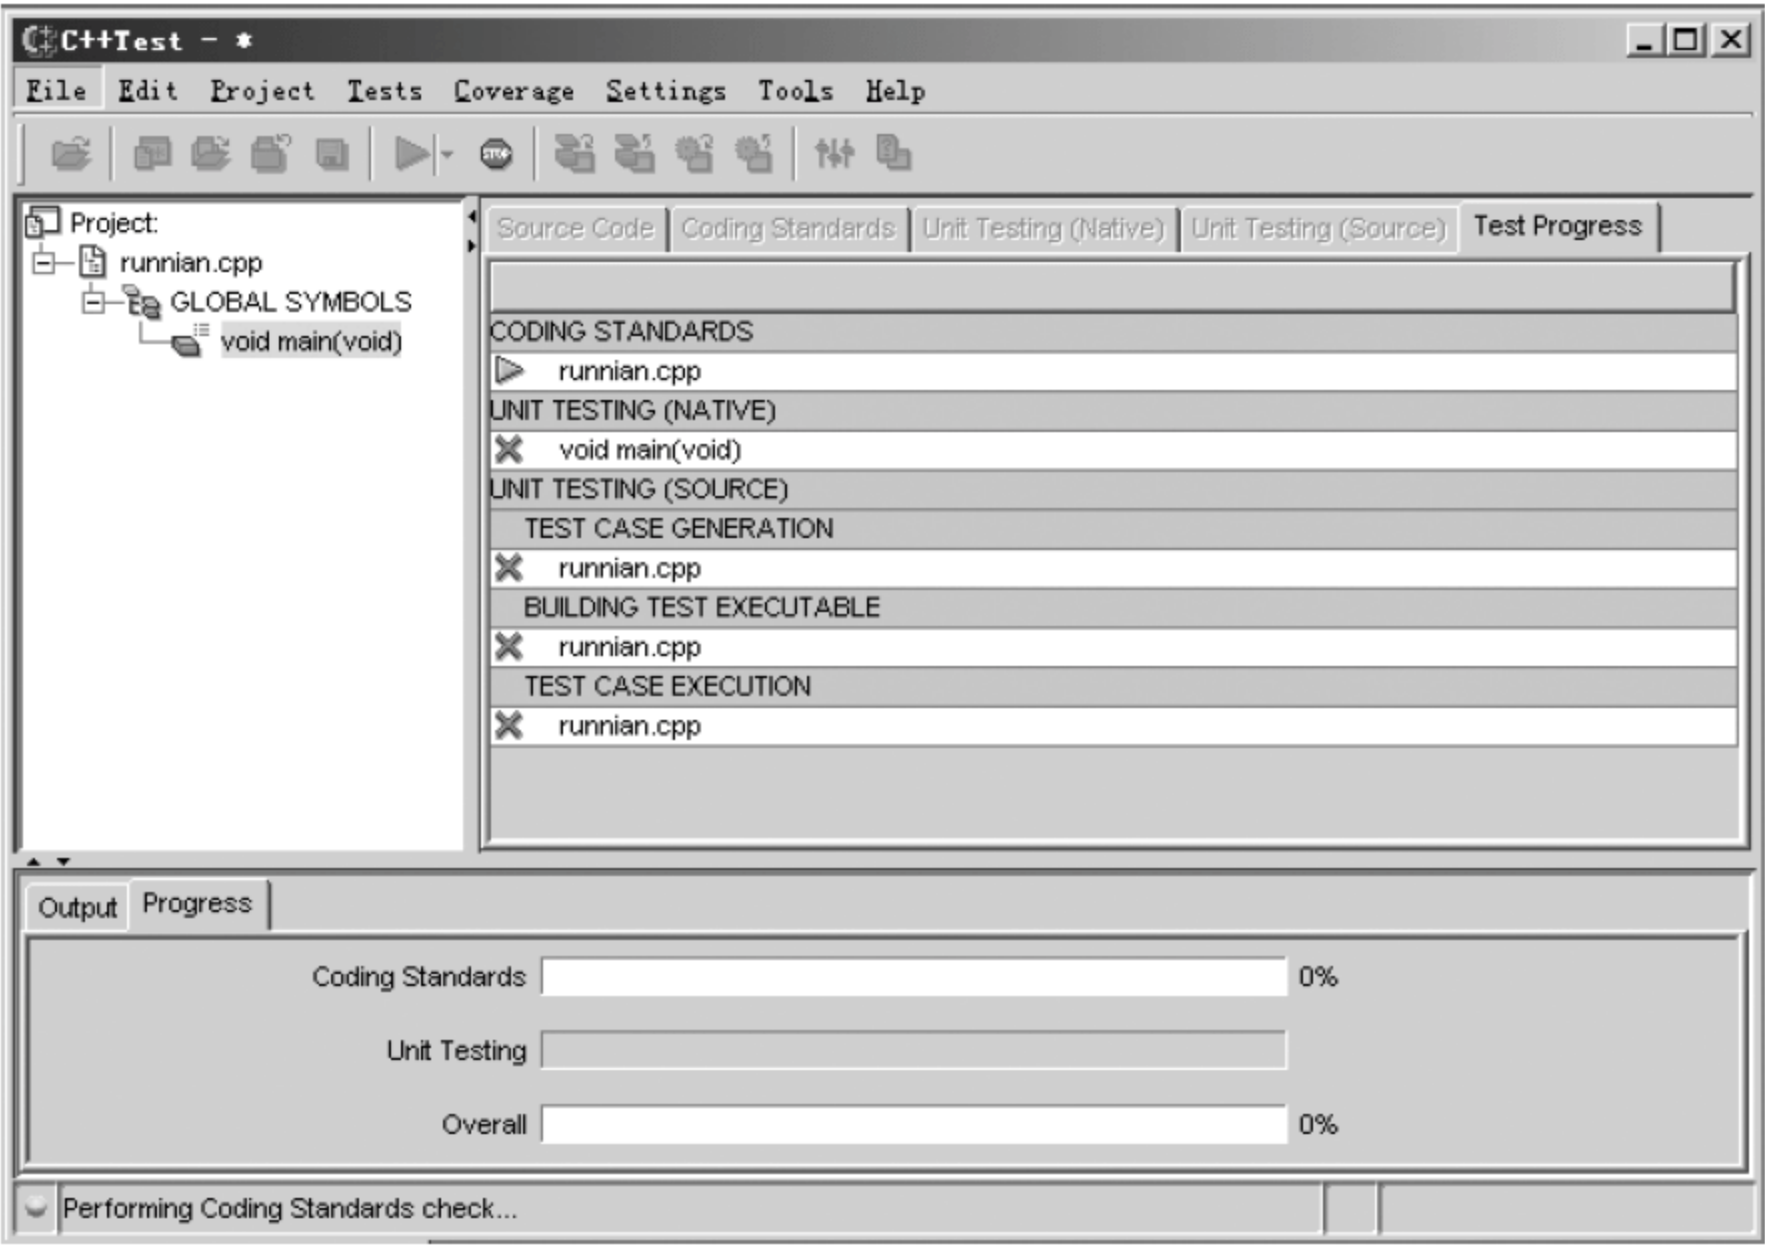 C++Test - *
File Edit Project Tests Coverage Settings Tools Help
STOP
Project:
runnian.cpp
GLOBAL SYMBOLS
void main(void)
Source Code Coding Standards Unit Testing (Native) Unit Testing (Source) Test Progress
CODING STANDARDS
runnian.cpp
UNIT TESTING (NATIVE)
void main(void)
UNIT TESTING (SOURCE)
TEST CASE GENERATION
runnian.cpp
BUILDING TEST EXECUTABLE
runnian.cpp
TEST CASE EXECUTION
runnian.cpp
Output Progress
Coding Standards 0%
Unit Testing
Overall 0%
Performing Coding Standards check...